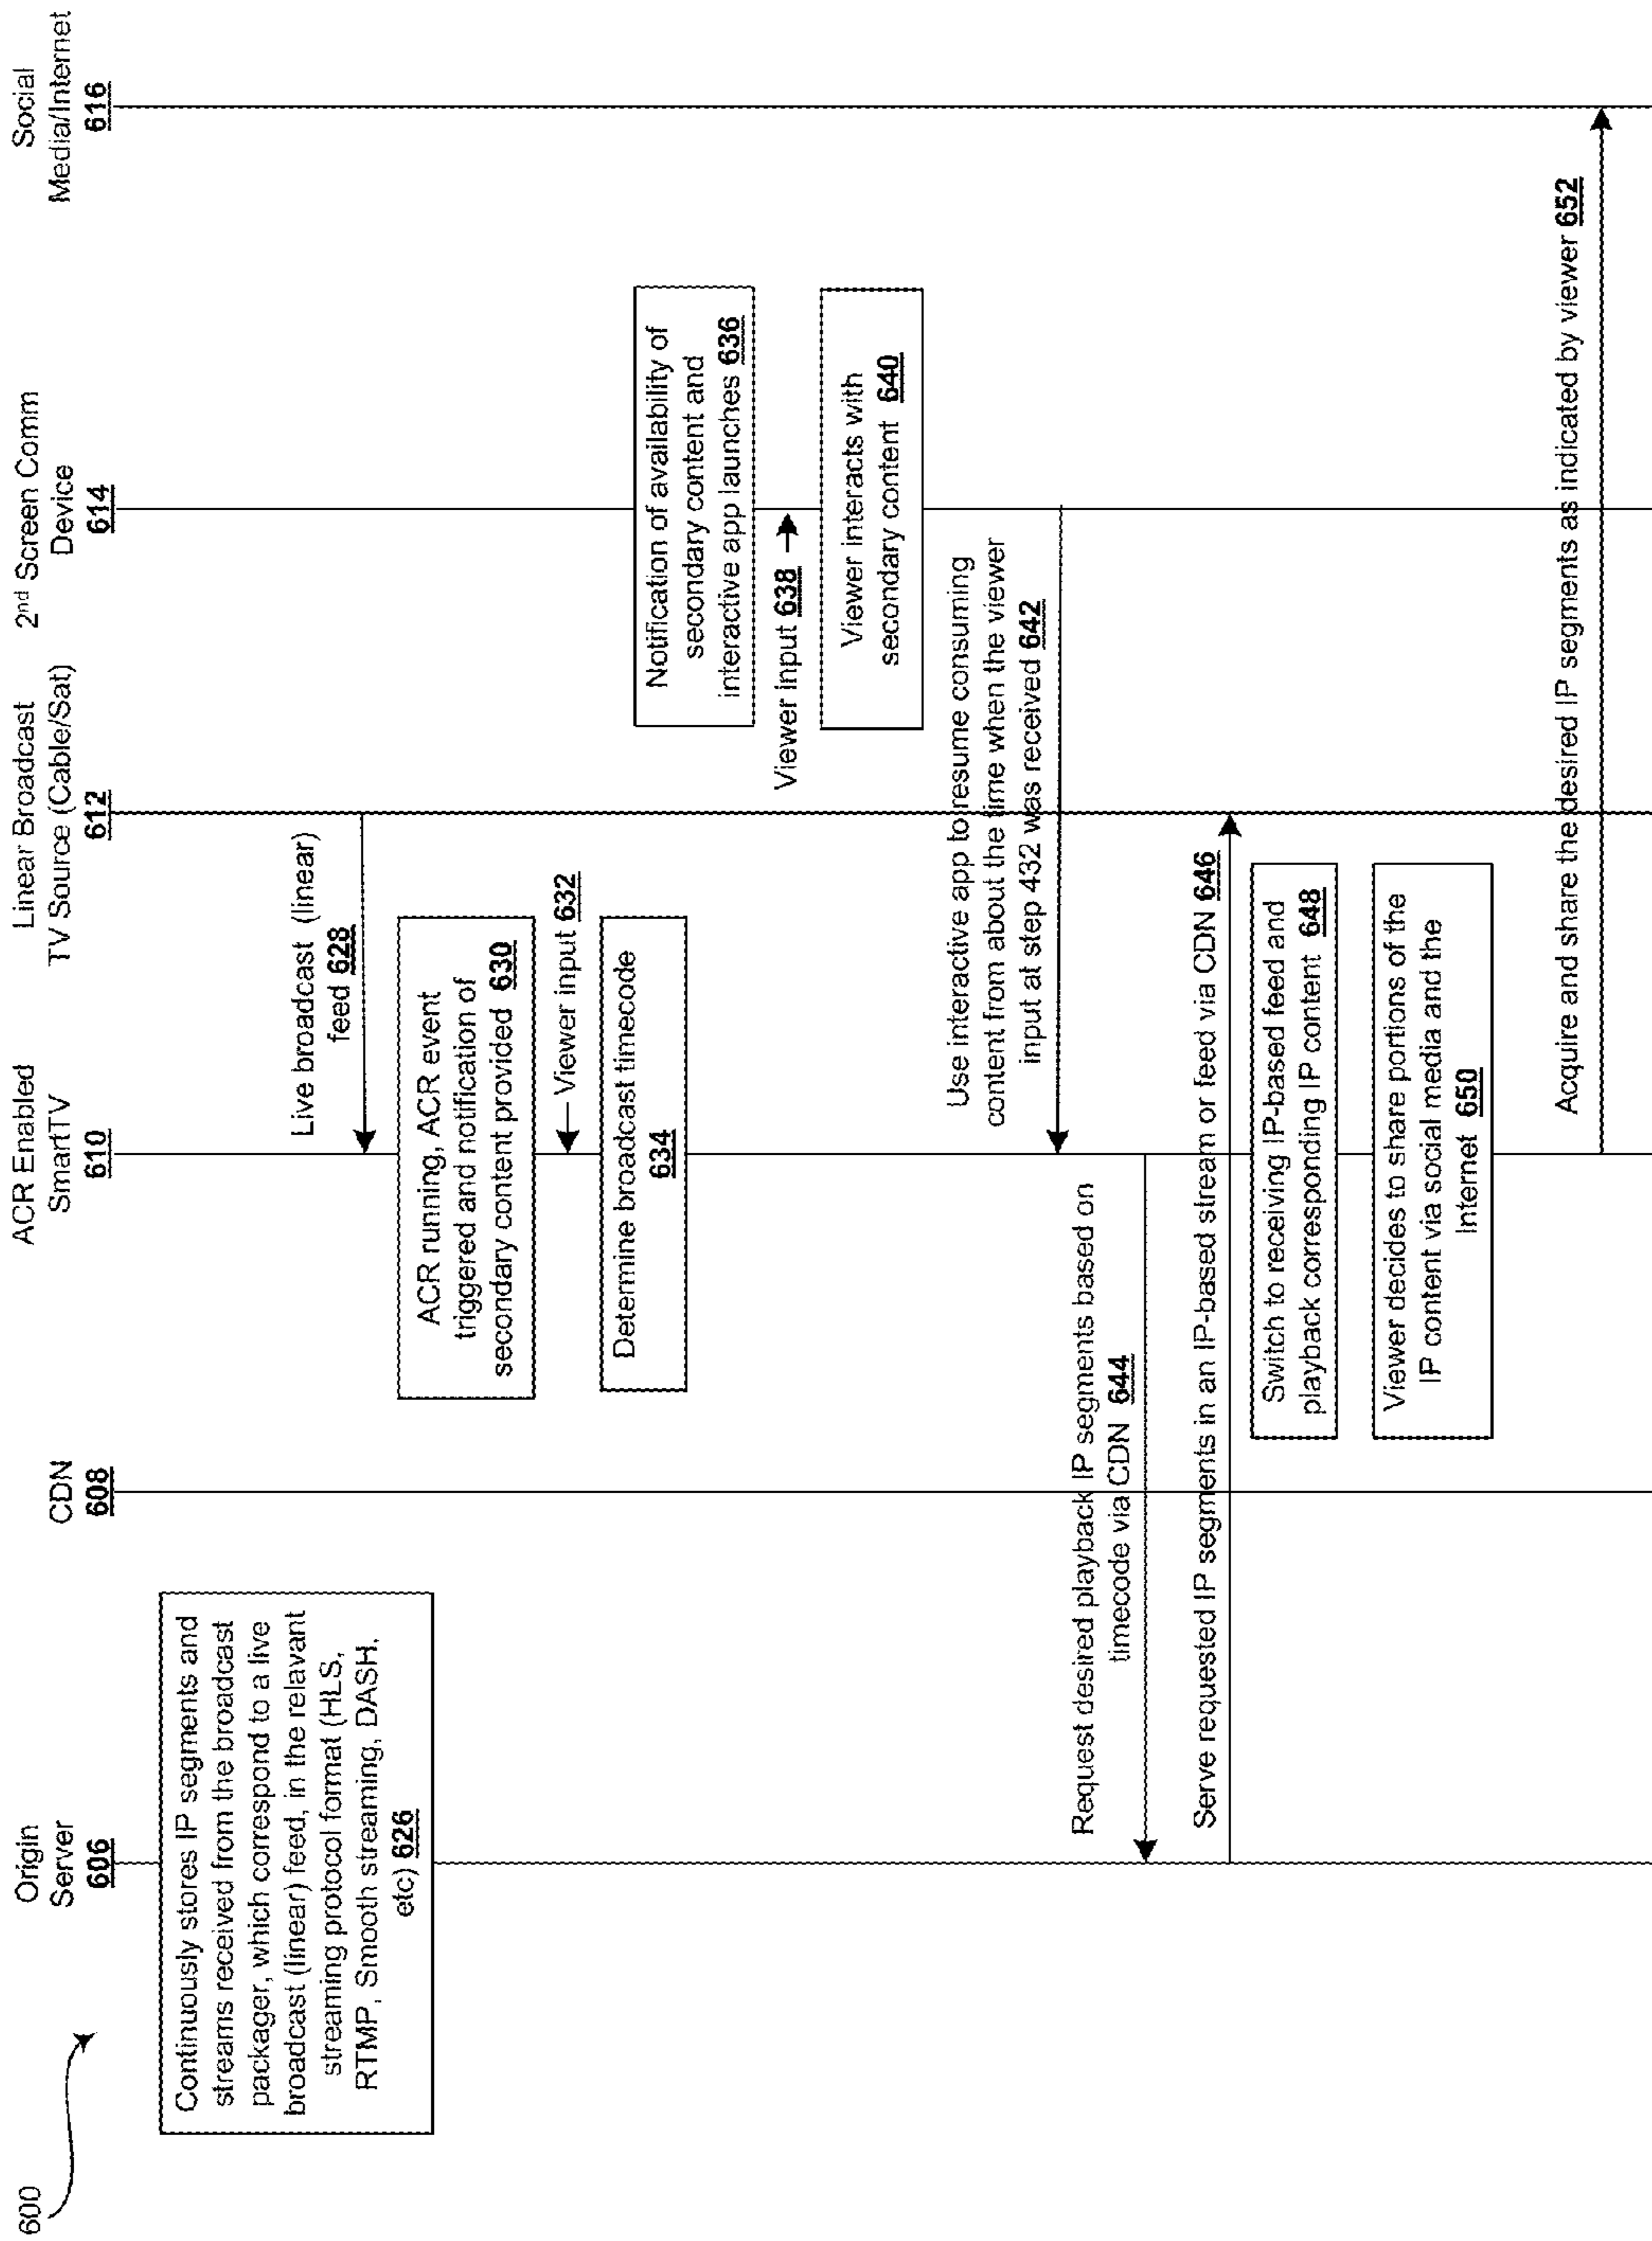 600
Origin
Server
606
CDN
608
ACR Enabled
SmartTV
610
Linear Broadcast
TV Source (Cable/Sat)
612
2nd Screen Comm
Device
614
Social
Media/Internet
616
Continuously stores IP segments and
streams received from the broadcast
packager, which correspond to a live
broadcast (linear) feed, in the relevant
streaming protocol format (HLS,
RTMP, Smooth streaming, DASH,
etc) 626
Live broadcast (linear)
feed 628
ACR running, ACR event
triggered and notification of
secondary content provided 630
Viewer input 632
Determine broadcast timecode
634
Notification of availability of
secondary content and
interactive app launches 636
Viewer input 638
Viewer interacts with
secondary content 640
Use interactive app to resume consuming
content from about the time when the viewer
input at step 432 was received 642
Request desired playback IP segments based on
timecode via CDN 644
Serve requested IP segments in an IP-based stream or feed via CDN 646
Switch to receiving IP-based feed and
playback corresponding IP content 648
Viewer decides to share portions of the
IP content via social media and the
Internet 650
Acquire and share the desired IP segments as indicated by viewer 652